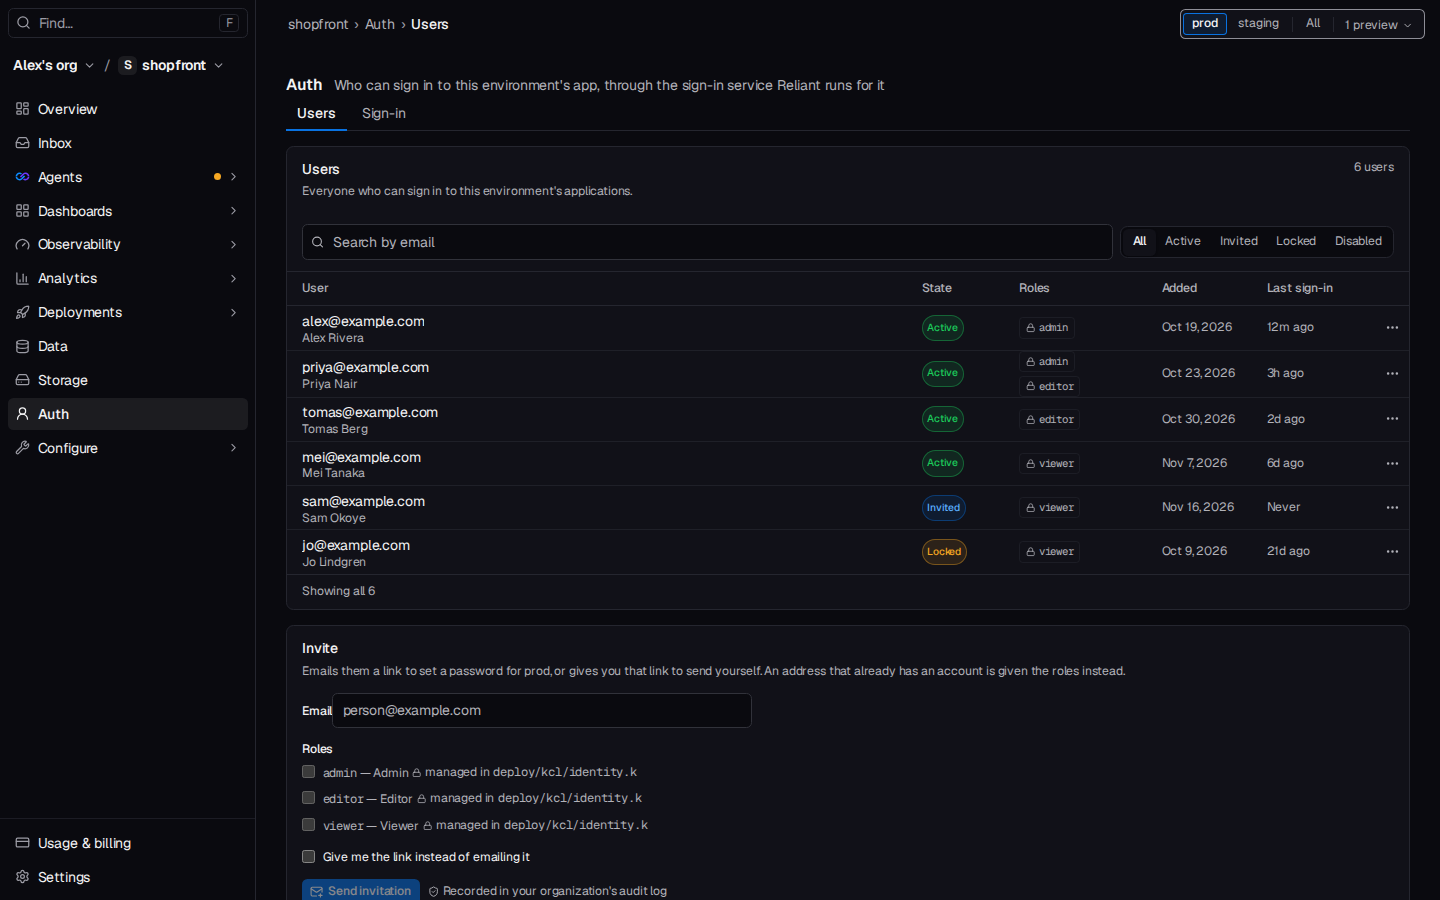 Find...
F
Alex's org / S shopfront
Overview
Inbox
Agents
Dashboards
Observability
Analytics
Deployments
Data
Storage
Auth
Configure
Usage & billing
Settings
shopfront › Auth › Users
prod staging All 1 preview
Auth Who can sign in to this environment's app, through the sign-in service Reliant runs for it
Users Sign-in
Users 6 users
Everyone who can sign in to this environment's applications.
Search by email
All Active Invited Locked Disabled
User State Roles Added Last sign-in
alex@example.com
Alex Rivera
Active admin Oct 19, 2026 12m ago
priya@example.com
Priya Nair
Active admin editor Oct 23, 2026 3h ago
tomas@example.com
Tomas Berg
Active editor Oct 30, 2026 2d ago
mei@example.com
Mei Tanaka
Active viewer Nov 7, 2026 6d ago
sam@example.com
Sam Okoye
Invited viewer Nov 16, 2026 Never
jo@example.com
Jo Lindgren
Locked viewer Oct 9, 2026 21d ago
Showing all 6
Invite
Emails them a link to set a password for prod, or gives you that link to send yourself. An address that already has an account is given the roles instead.
Email person@example.com
Roles
admin — Admin managed in deploy/kcl/identity.k
editor — Editor managed in deploy/kcl/identity.k
viewer — Viewer managed in deploy/kcl/identity.k
Give me the link instead of emailing it
Send invitation Recorded in your organization's audit log